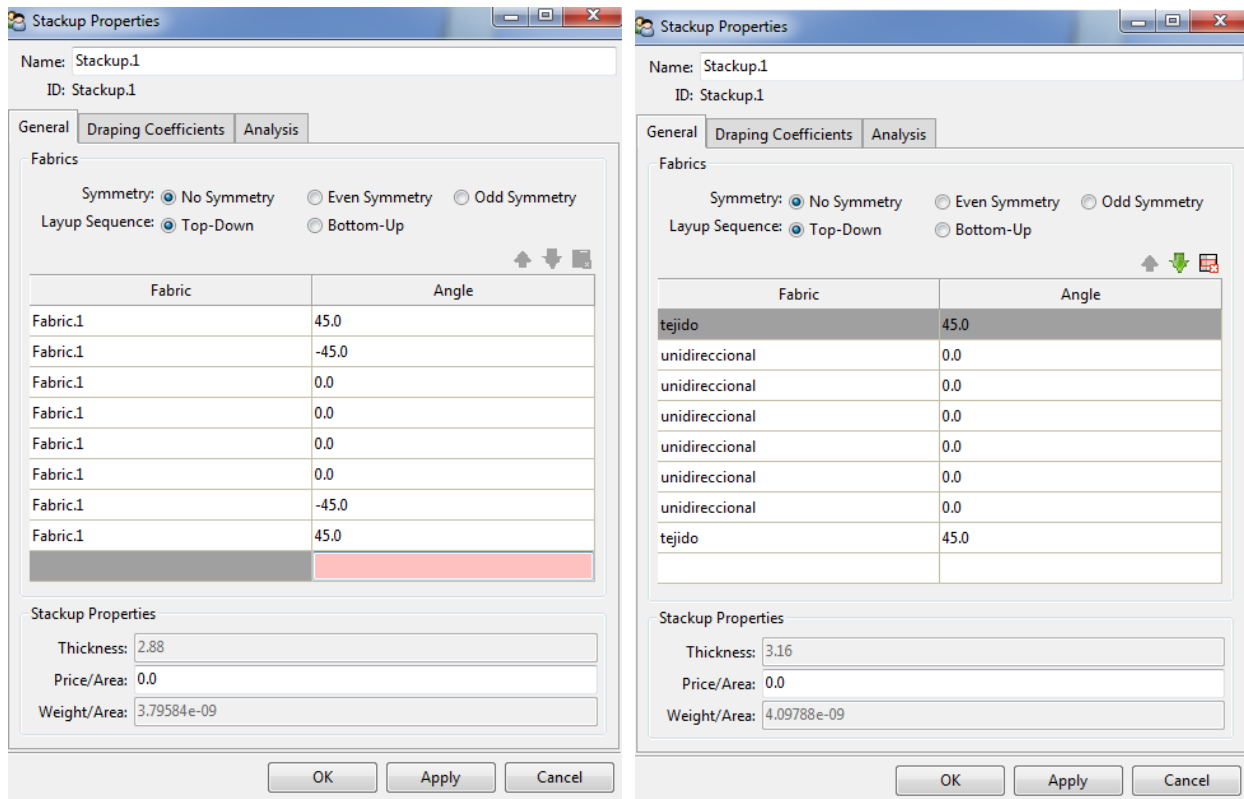 Stackup Properties
Name: Stackup.1
ID: Stackup.1
General Draping Coefficients Analysis
Fabrics
Symmetry: No Symmetry Even Symmetry Odd Symmetry
Layup Sequence: Top-Down Bottom-Up
Fabric Angle
Fabric.1 45.0
Fabric.1 -45.0
Fabric.1 0.0
Fabric.1 0.0
Fabric.1 0.0
Fabric.1 0.0
Fabric.1 -45.0
Fabric.1 45.0
Stackup Properties
Thickness: 2.88
Price/Area: 0.0
Weight/Area: 3.79584e-09
OK Apply Cancel
Stackup Properties
Name: Stackup.1
ID: Stackup.1
General Draping Coefficients Analysis
Fabrics
Symmetry: No Symmetry Even Symmetry Odd Symmetry
Layup Sequence: Top-Down Bottom-Up
Fabric Angle
tejido 45.0
unidireccional 0.0
unidireccional 0.0
unidireccional 0.0
unidireccional 0.0
unidireccional 0.0
unidireccional 0.0
tejido 45.0
Stackup Properties
Thickness: 3.16
Price/Area: 0.0
Weight/Area: 4.09788e-09
OK Apply Cancel